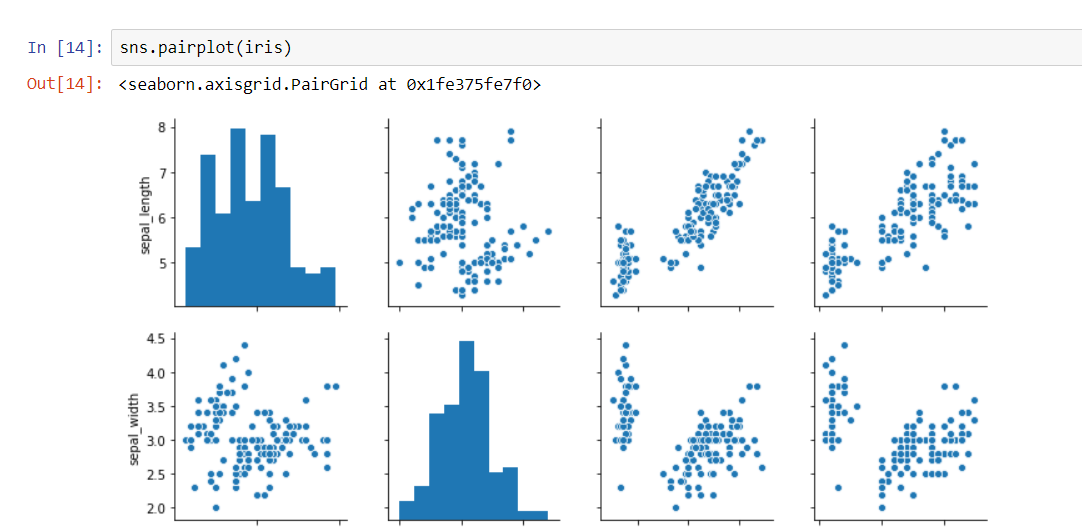 In [14]: sns.pairplot(iris)
Out[14]: <seaborn.axisgrid.PairGrid at 0x1fe375fe7f0>
8
7
sepal_length
6
5
4.5
4.0
3.5
sepal_width
3.0
2.5
2.0